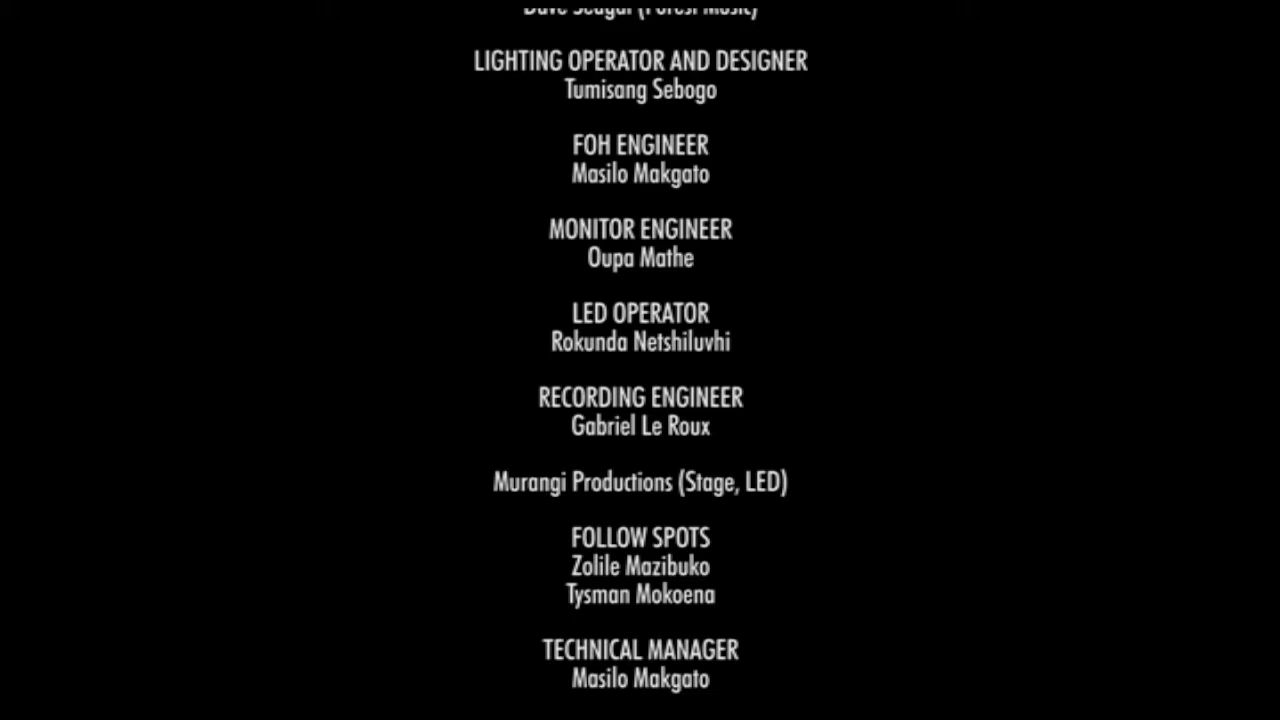 LIGHTING OPERATOR AND DESIGNER
Tumisang Sebogo
FOH ENGINEER
Masilo Makgato
MONITOR ENGINEER
Oupa Mathe
LED OPERATOR
Rokunda Netshiluvhi
RECORDING ENGINEER
Gabriel Le Roux
Murangi Productions (Stage, LED)
FOLLOW SPOTS
Zolile Mazibuko
Tysman Mokoena
TECHNICAL MANAGER
Masilo Makgato